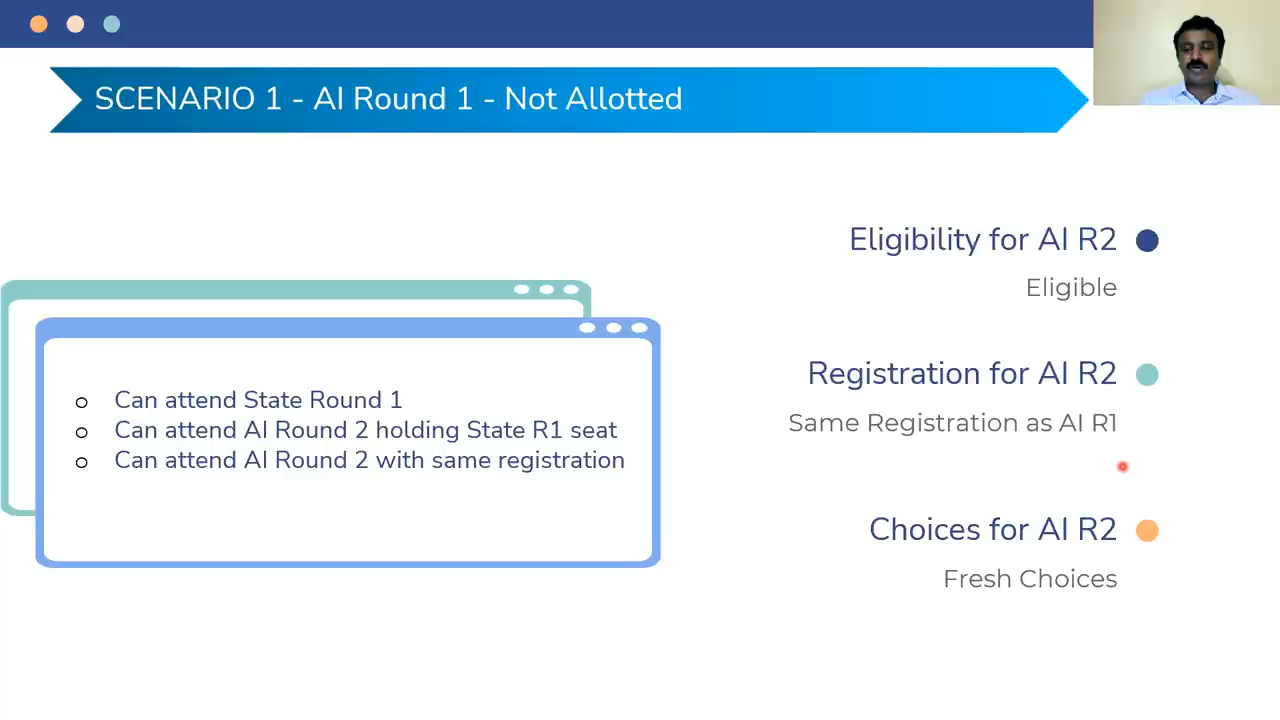 SCENARIO 1 - AI Round 1 - Not Allotted
Can attend State Round 1
Can attend AI Round 2 holding State R1 seat
Can attend AI Round 2 with same registration
Eligibility for AI R2
Eligible
Registration for AI R2
Same Registration as AI R1
Choices for AI R2
Fresh Choices